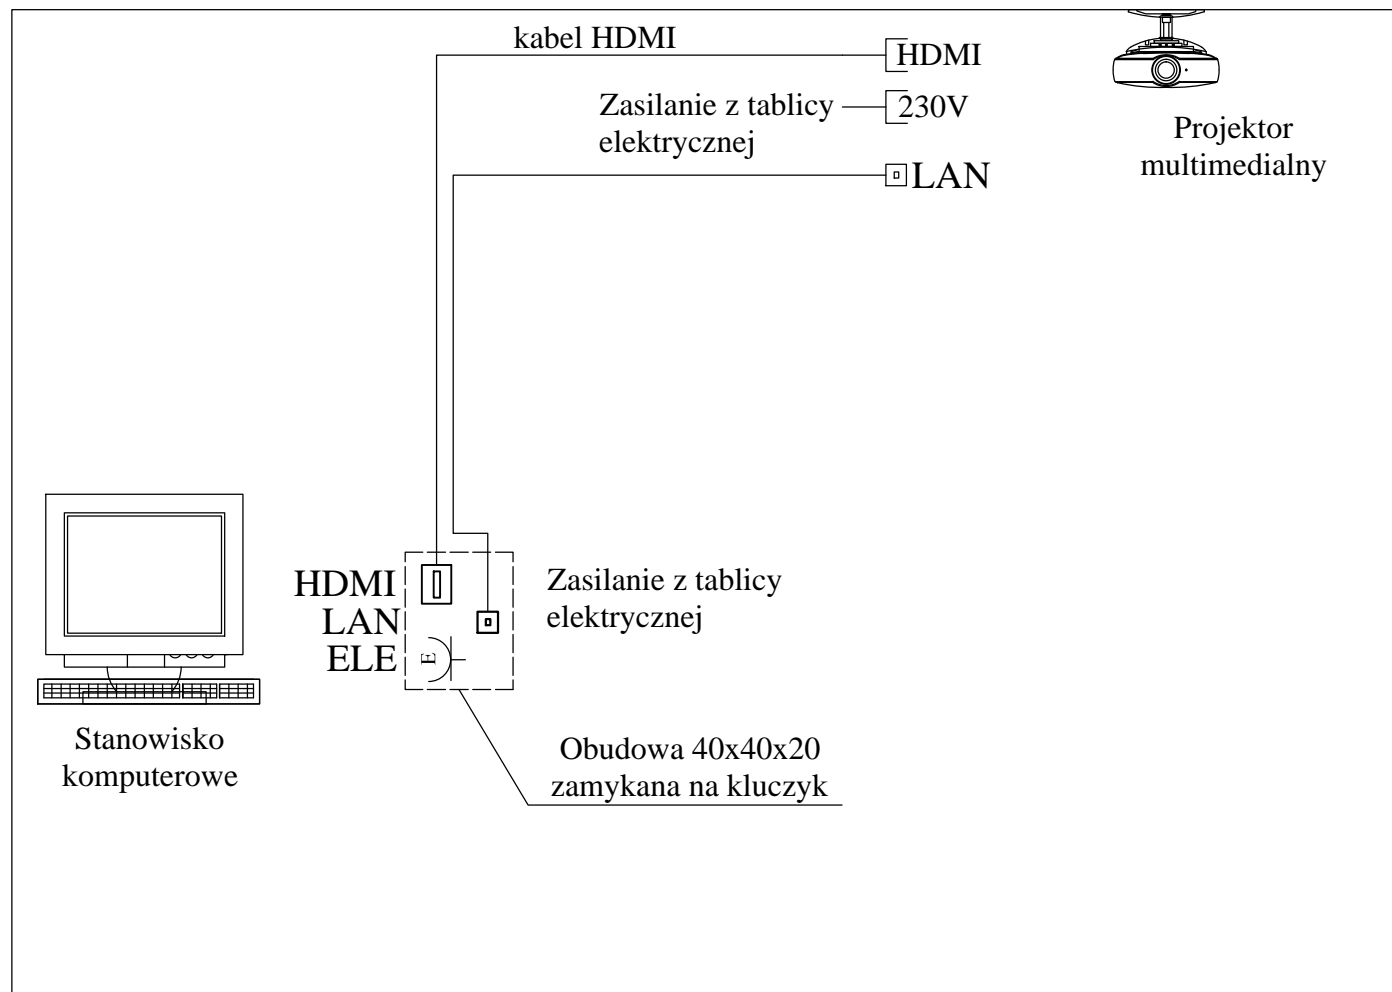 kabel HDMI
HDMI
Zasilanie z tablicy
elektrycznej
230V
LAN
Projektor
multimedialny
HDMI
LAN
ELE
E
Zasilanie z tablicy
elektrycznej
Stanowisko
komputerowe
Obudowa 40x40x20
zamykana na kluczyk